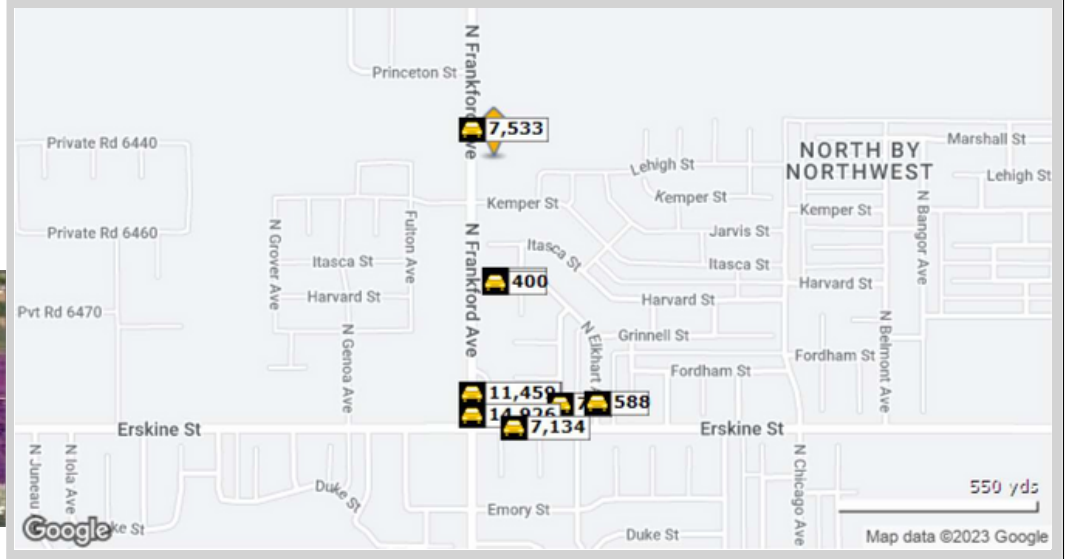 N Frankford Ave
Princeton St
7,533
Private Rd 6440
Marshall St
NORTH BY
NORTHWEST
Lehigh St
Lehigh St
Kemper St
Kemper St
Kemper St
Fulton Ave
N Bangor Ave
N Grover Ave
Private Rd 6460
N Frankford Ave
Jarvis St
Itasca St
Itasca St
Itasca St
400
Harvard St
Harvard St
Harvard St
Pvt Rd 6470
N Genoa Ave
N Elkhart
Grinnell St
N Belmont Ave
Fordham St
Fordham St
11,459
588
14,926
7,134
Erskine St
Erskine St
N Juneau
N Iola Ave
Duke St
N Chicago Ave
550 yds
Emory St
Duke St
Google
ke St
Map data ©2023 Google